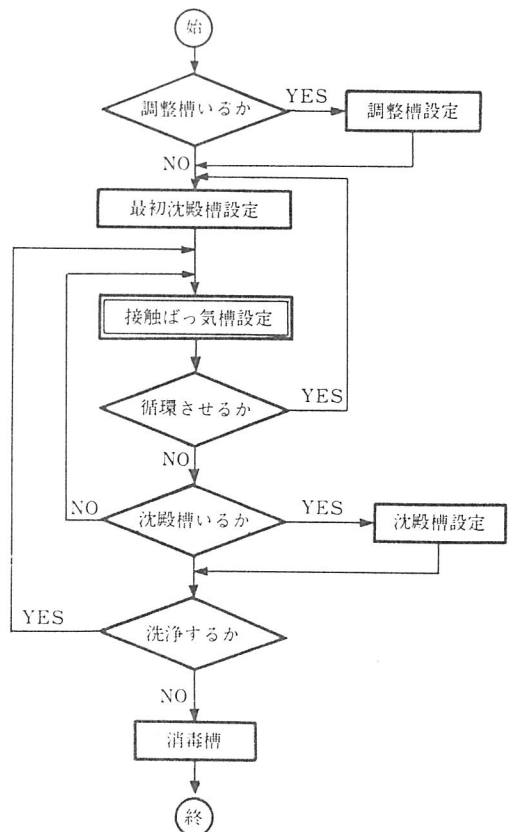 始
調整槽いるか
YES
調整槽設定
NO
最初沈殿槽設定
接触ばっ気槽設定
循環させるか
YES
NO
沈殿槽いるか
YES
沈殿槽設定
NO
洗浄するか
YES
NO
消毒槽
終